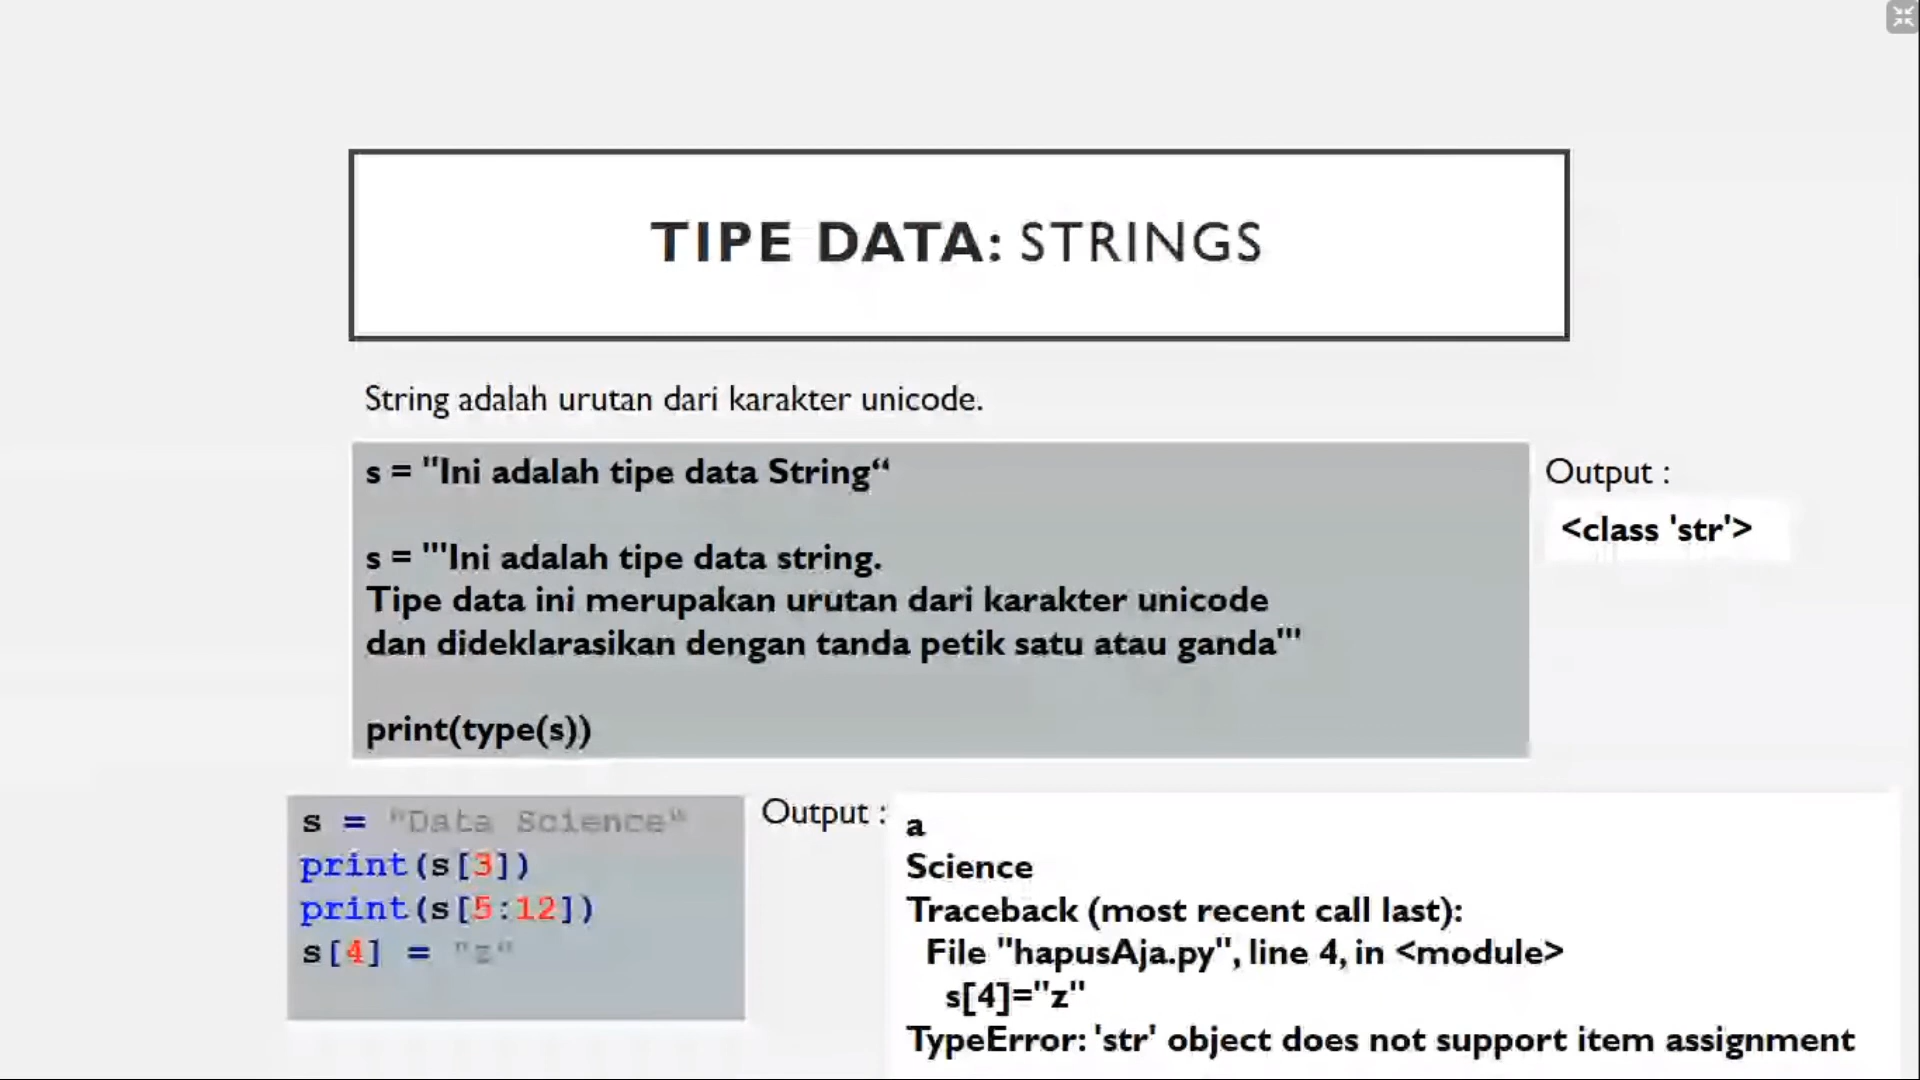 TIPE DATA: STRINGS
String adalah urutan dari karakter unicode.
s = "Ini adalah tipe data String“
s = '''Ini adalah tipe data string.
Tipe data ini merupakan urutan dari karakter unicode
dan dideklarasikan dengan tanda petik satu atau ganda'''
print(type(s))
Output :
<class 'str'>
s = "Data Science"
print(s[3])
print(s[5:12])
s[4] = "z"
Output :
a
Science
Traceback (most recent call last):
File "hapusAja.py", line 4, in <module>
s[4]="z"
TypeError: 'str' object does not support item assignment